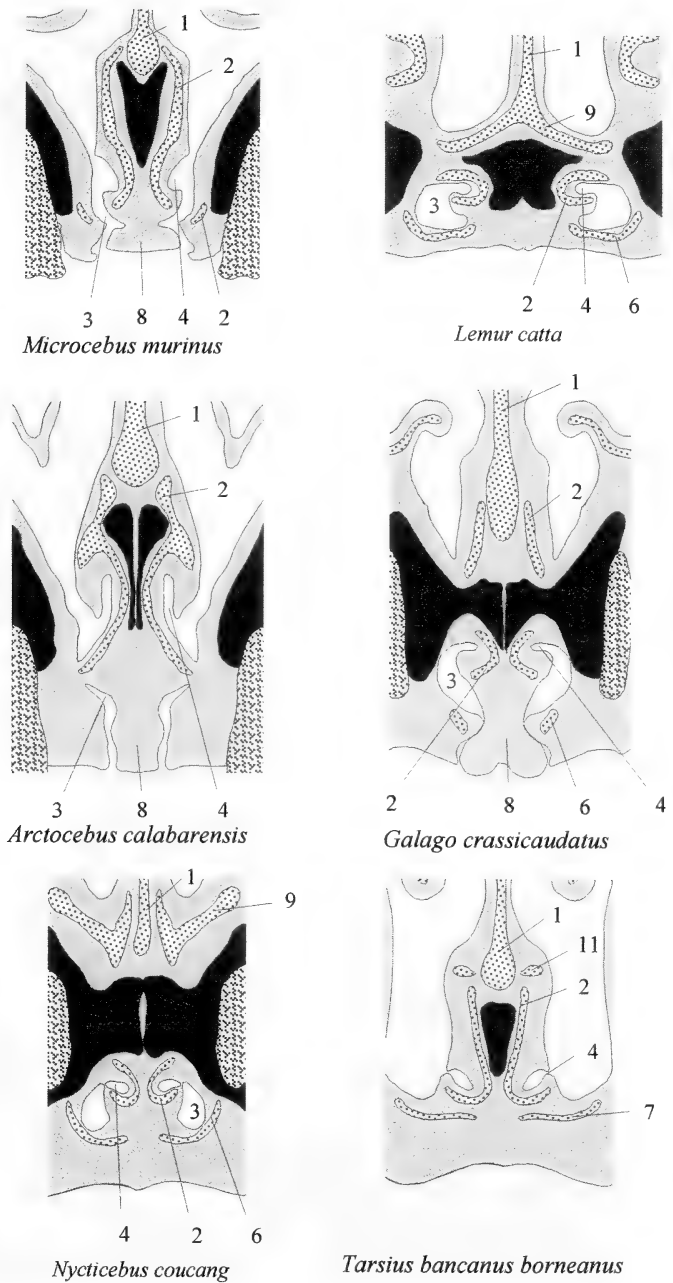 1
2
3 8 4 2
Microcebus murinus
1
9
3
2 4 6
Lemur catta
1
2
3 8 4
Arctocebus calabarensis
1
2
3
2 8 6 4
Galago crassicaudatus
1
9
3
4 2 6
Nycticebus coucang
1
11
2
4
7
Tarsius bancanus borneanus